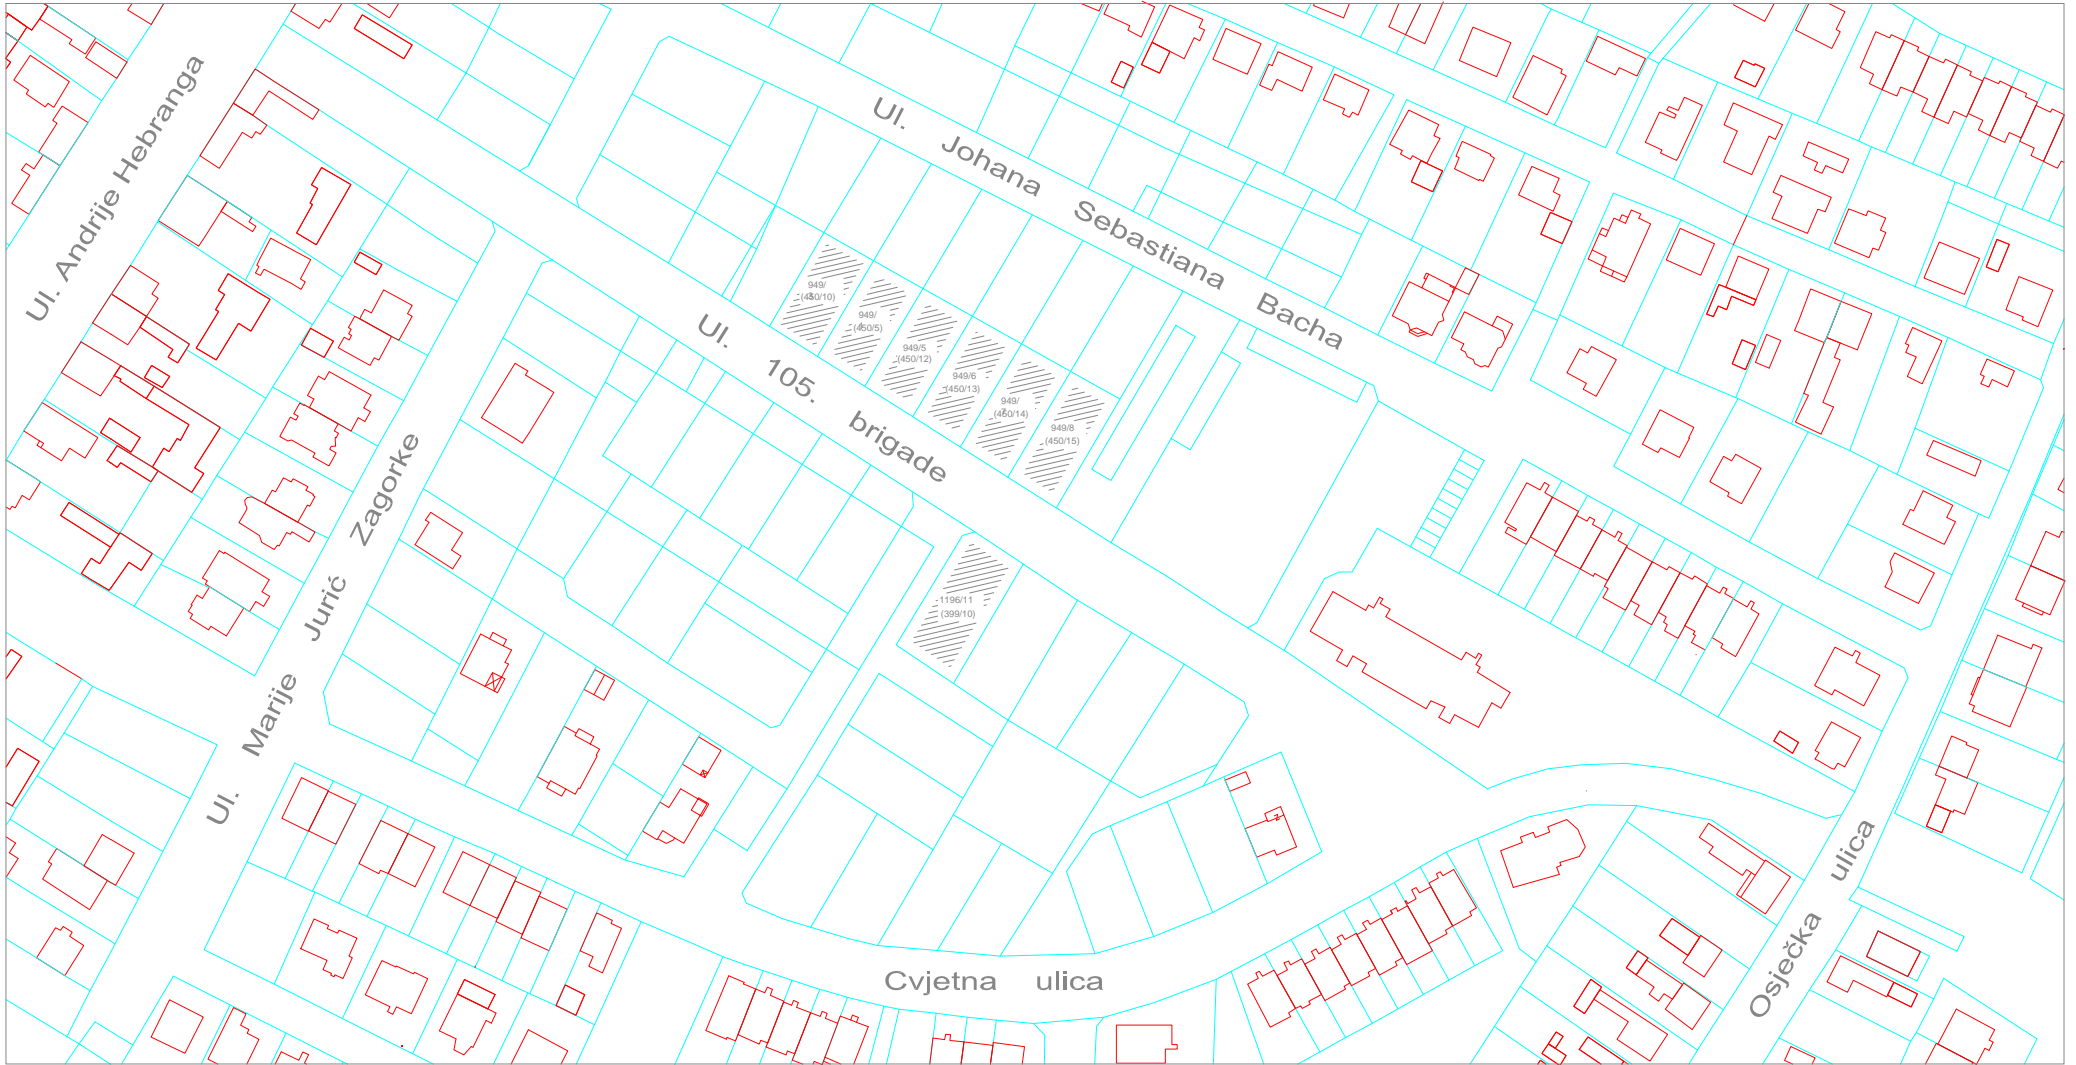 Ul. Andrije Hebranga
Ul. Johana Sebastiana Bacha
Ul. 105. brigade
Ul. Marije Jurić Zagorke
Cvjetna ulica
Osječka ulica
949/
(450/10)
949/
(450/5)
949/5
(450/12)
949/6
(450/13)
949/
7
(450/14)
949/8
(450/15)
1196/11
(399/10)